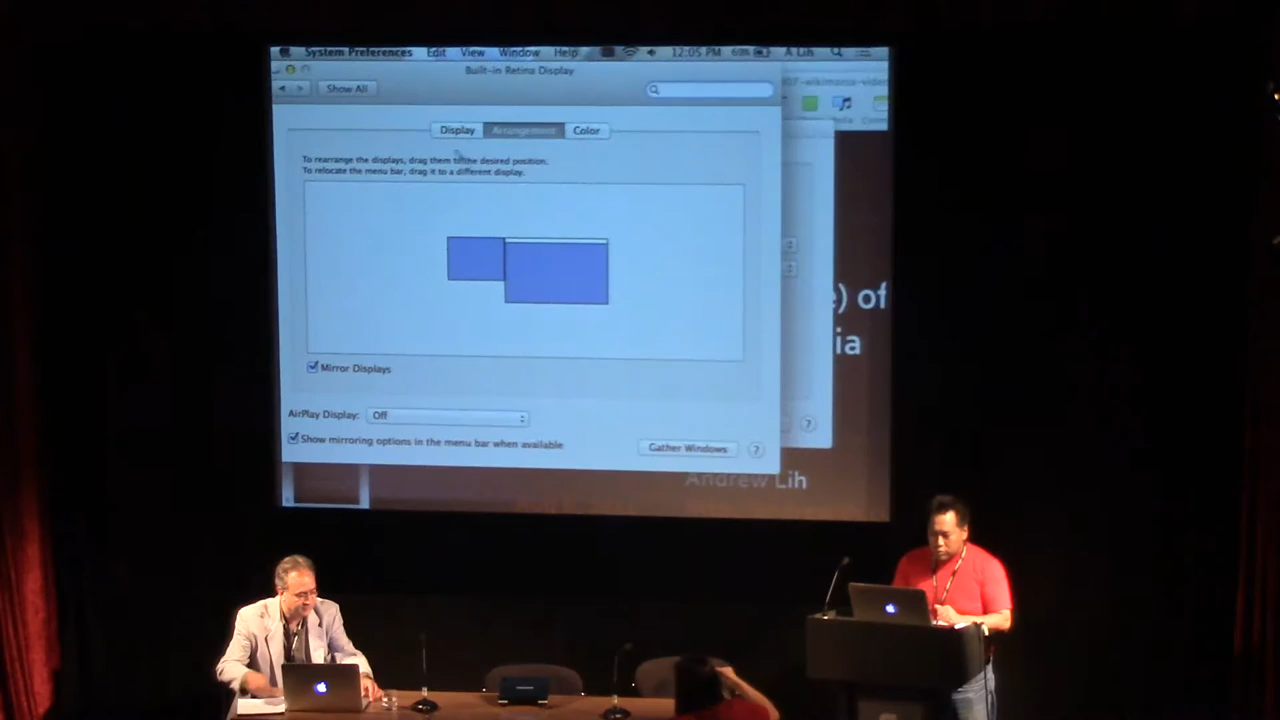 System Preferences Edit View Window Help 12:05 PM 69% A Lih
Built-in Retina Display
Show All
Display Arrangement Color
To rearrange the displays, drag them to the desired position.
To relocate the menu bar, drag it to a different display.
) of
ia
Mirror Displays
AirPlay Display: Off
Show mirroring options in the menu bar when available
Gather Windows ?
?
Andrew Lih